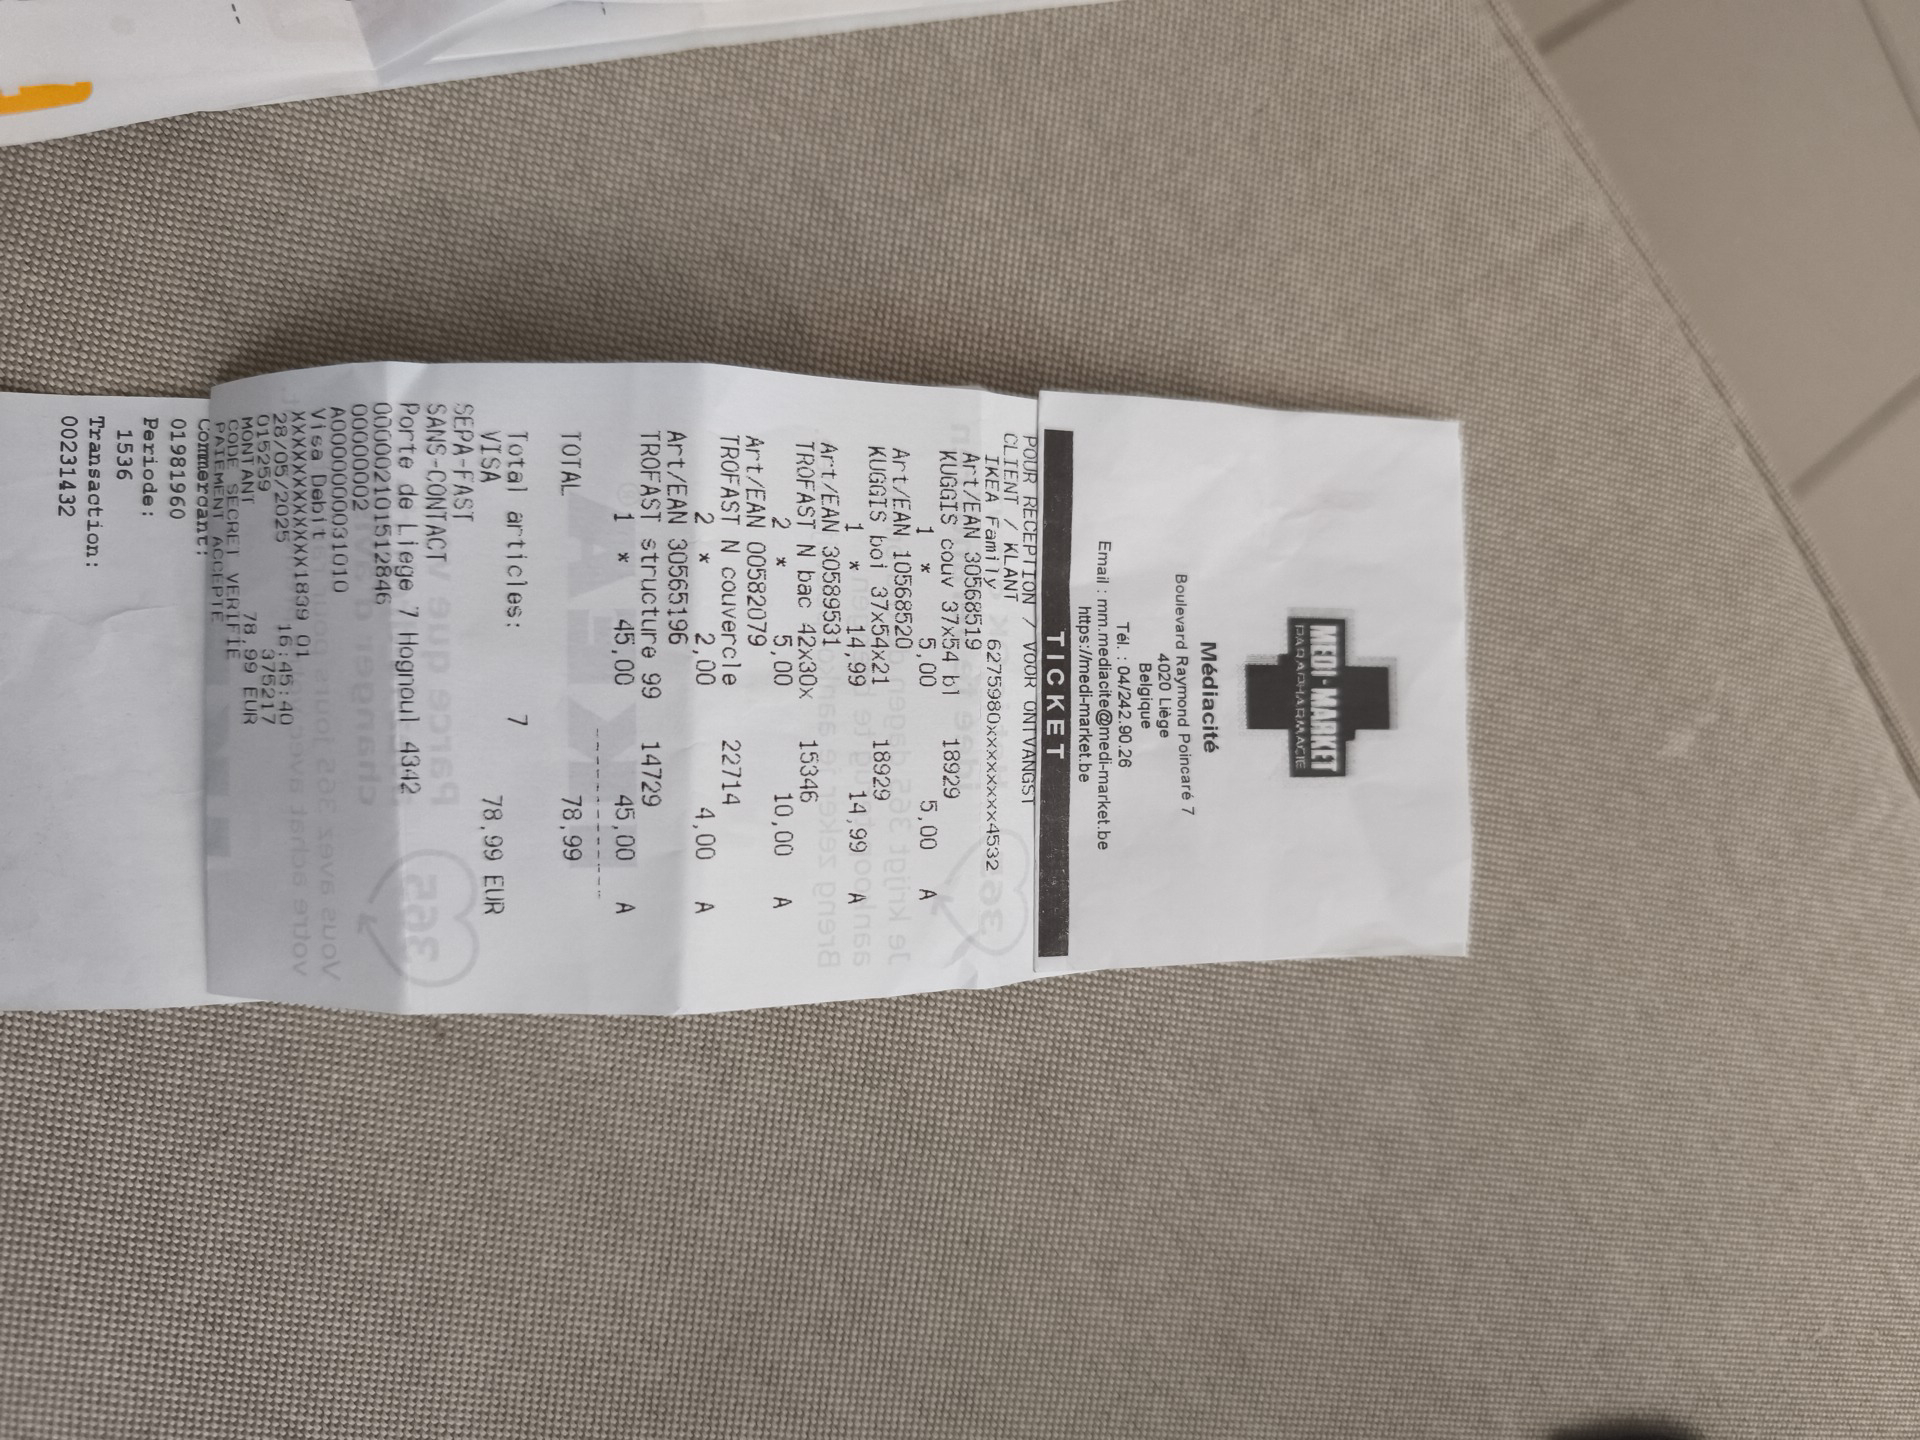 MEDI-MARKET
PARAPHARMACIE
Médiacité
Boulevard Raymond Poincaré 7
4020 Liège
Belgique
Tél. : 04/242.90.26
Email : mm.mediacite@medi-market.be
https://medi-market.be
TICKET
POUR RECEPTION / VOOR ONTVANGST
CLIENT / KLANT
IKEA Family 6275980xxxxxxxx4532
Art/EAN 30568519
KUGGIS couv 37x54 bl 18929
1 * 5,00 5,00 A
Art/EAN 10568520
KUGGIS boi 37x54x21 18929
1 * 14,99 14,99 A
Art/EAN 30589531
TROFAST N bac 42x30x 15346
2 * 5,00 10,00 A
Art/EAN 00582079
TROFAST N couvercle 22714
2 * 2,00 4,00 A
Art/EAN 30565196
TROFAST structure 99 14729
1 * 45,00 45,00 A
------------
TOTAL 78,99
Total articles: 7
VISA 78,99 EUR
SEPA-FAST
SANS-CONTACT
Porte de Liege 7 Hognoul 4342
0000021015128​46
00000002
A0000000031010
Visa Debit
XXXXXXXXXXXX1839 01
28/05/2025 16:45:40
015259 375217
MONTANT 78,99 EUR
CODE SECRET VERIFIE
PAIEMENT ACCEPTE
Commercant:
01981960
Periode:
1536
Transaction:
00231432